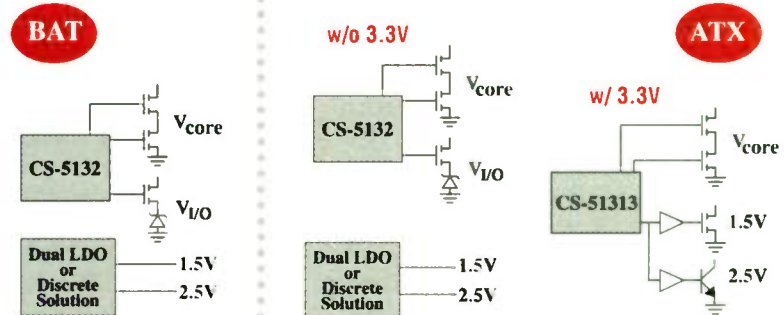 BAT
CS-5132
Vcore
VI/O
Dual LDO
or
Discrete
Solution
1.5V
2.5V
w/o 3.3V
CS-5132
Vcore
VI/O
Dual LDO
or
Discrete
Solution
1.5V
2.5V
ATX
w/ 3.3V
CS-51313
Vcore
1.5V
2.5V